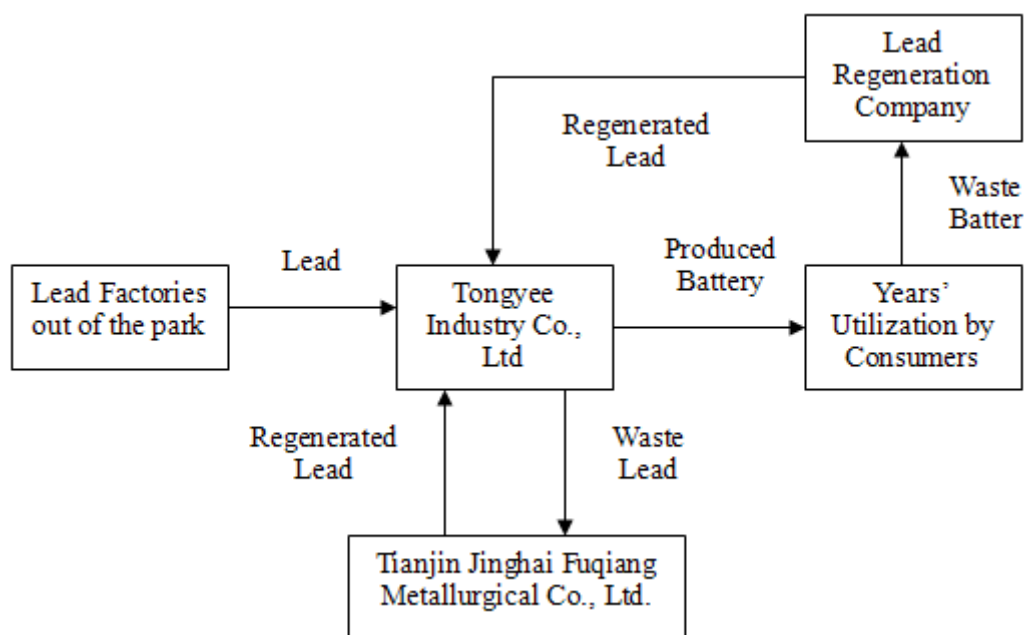 Lead
Regeneration
Company
Regenerated
Lead
Waste
Batter
Produced
Battery
Lead
Lead Factories
out of the park
Tongyee
Industry Co.,
Ltd
Years’
Utilization by
Consumers
Regenerated
Lead
Waste
Lead
Tianjin Jinghai Fuqiang
Metallurgical Co., Ltd.